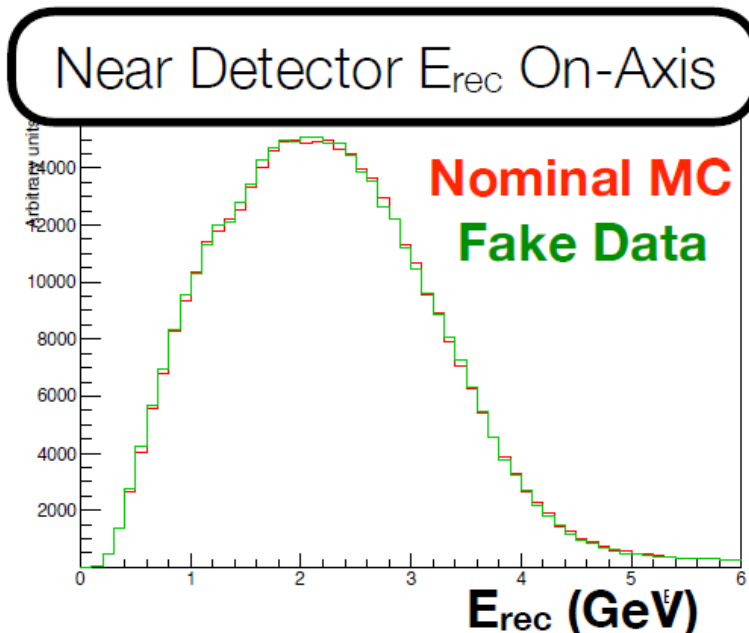 Near Detector Erec On-Axis
Arbitrary units
Nominal MC
Fake Data
14000
12000
10000
8000
6000
4000
2000
0 1 2 3 4 5 6
Erec (GeV)